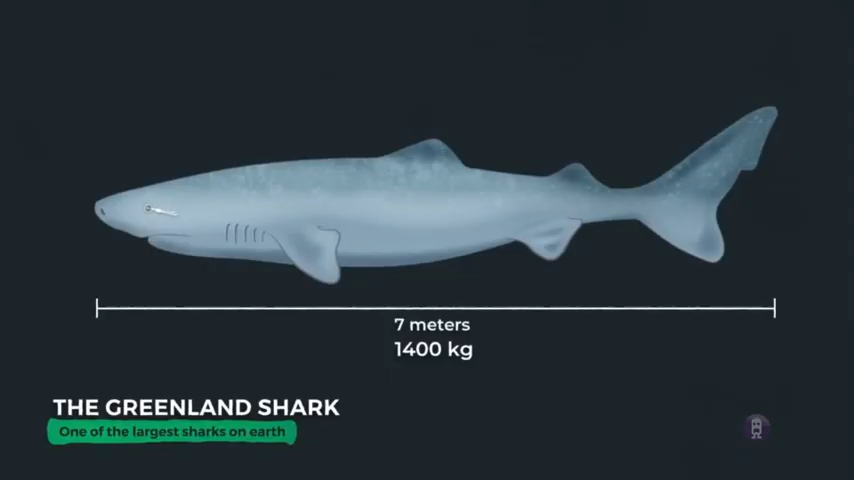 7 meters
1400 kg
THE GREENLAND SHARK
One of the largest sharks on earth